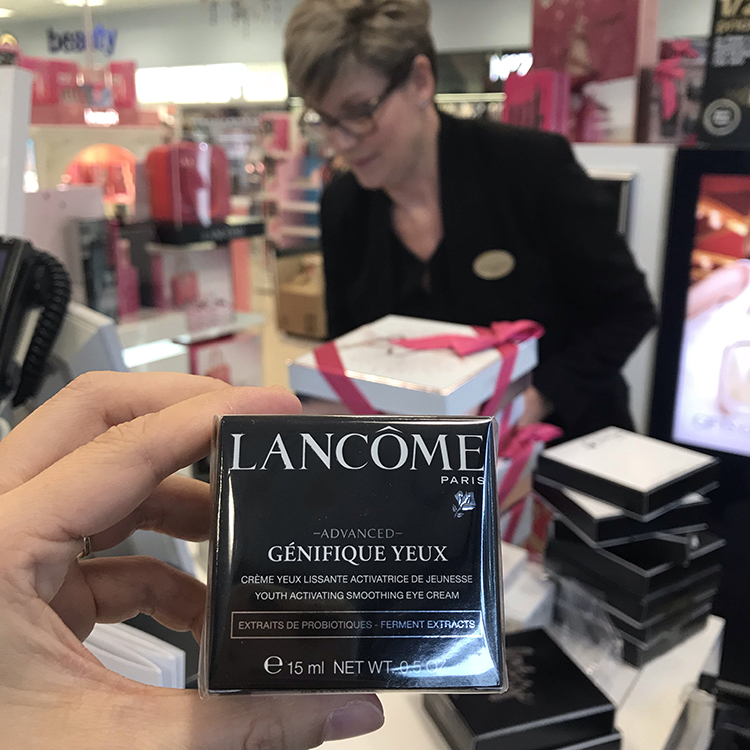 beauty
LANCÔME
PARIS
-ADVANCED-
GÉNIFIQUE YEUX
CRÈME YEUX LISSANTE ACTIVATRICE DE JEUNESSE
YOUTH ACTIVATING SMOOTHING EYE CREAM
EXTRAITS DE PROBIOTIQUES - FERMENT EXTRACTS
e 15 ml NET WT. 0.5 OZ